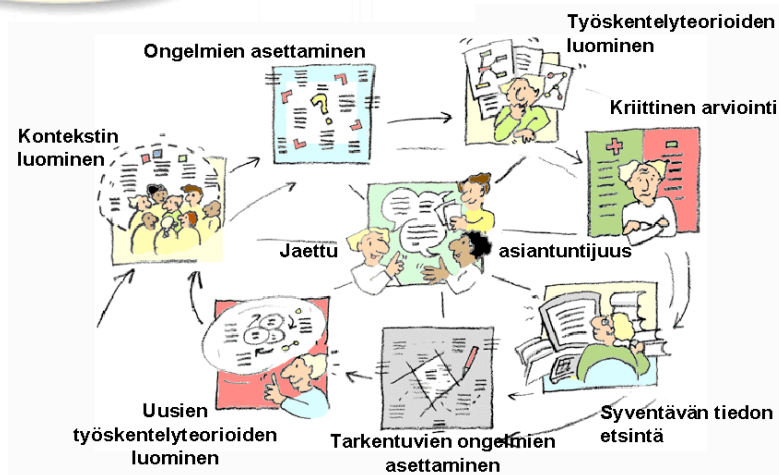 Työskentelyteorioiden
luominen
Ongelmien asettaminen
Kriittinen arviointi
Kontekstin
luominen
?
+
-
Jaettu
asiantuntijuus
Uusien
työskentelyteorioiden
luominen
Tarkentuvien ongelmien
asettaminen
Syventävän tiedon
etsintä